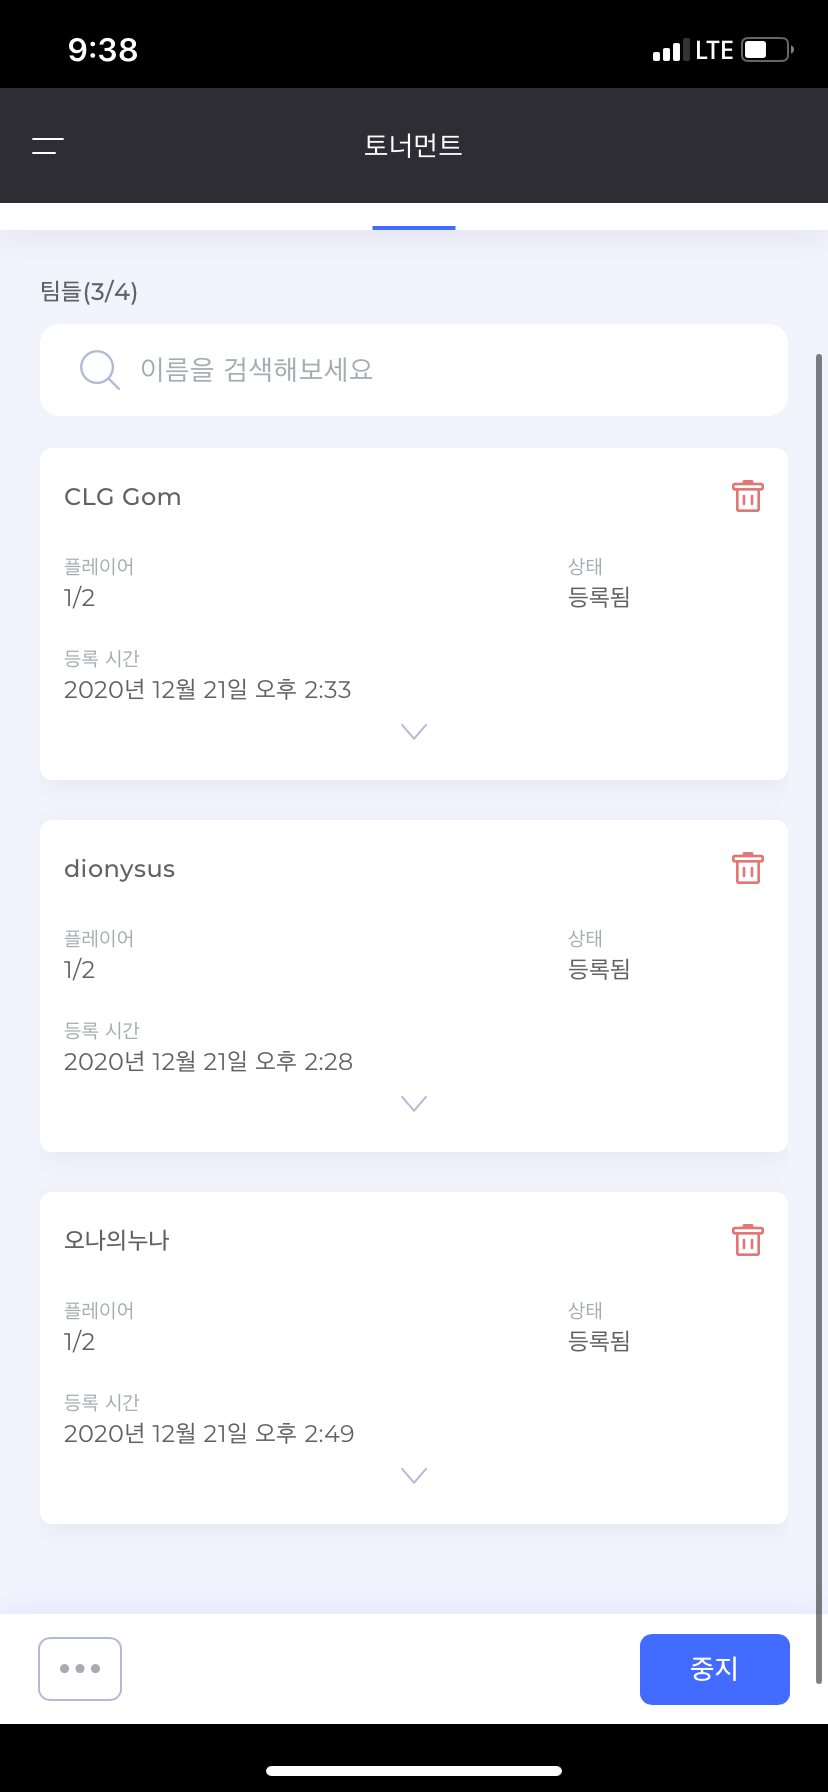 9:38
LTE
토너먼트
팀들(3/4)
이름을 검색해보세요
CLG Gom
플레이어
상태
1/2
등록됨
등록 시간
2020년 12월 21일 오후 2:33
dionysus
플레이어
상태
1/2
등록됨
등록 시간
2020년 12월 21일 오후 2:28
오나의누나
플레이어
상태
1/2
등록됨
등록 시간
2020년 12월 21일 오후 2:49
중지